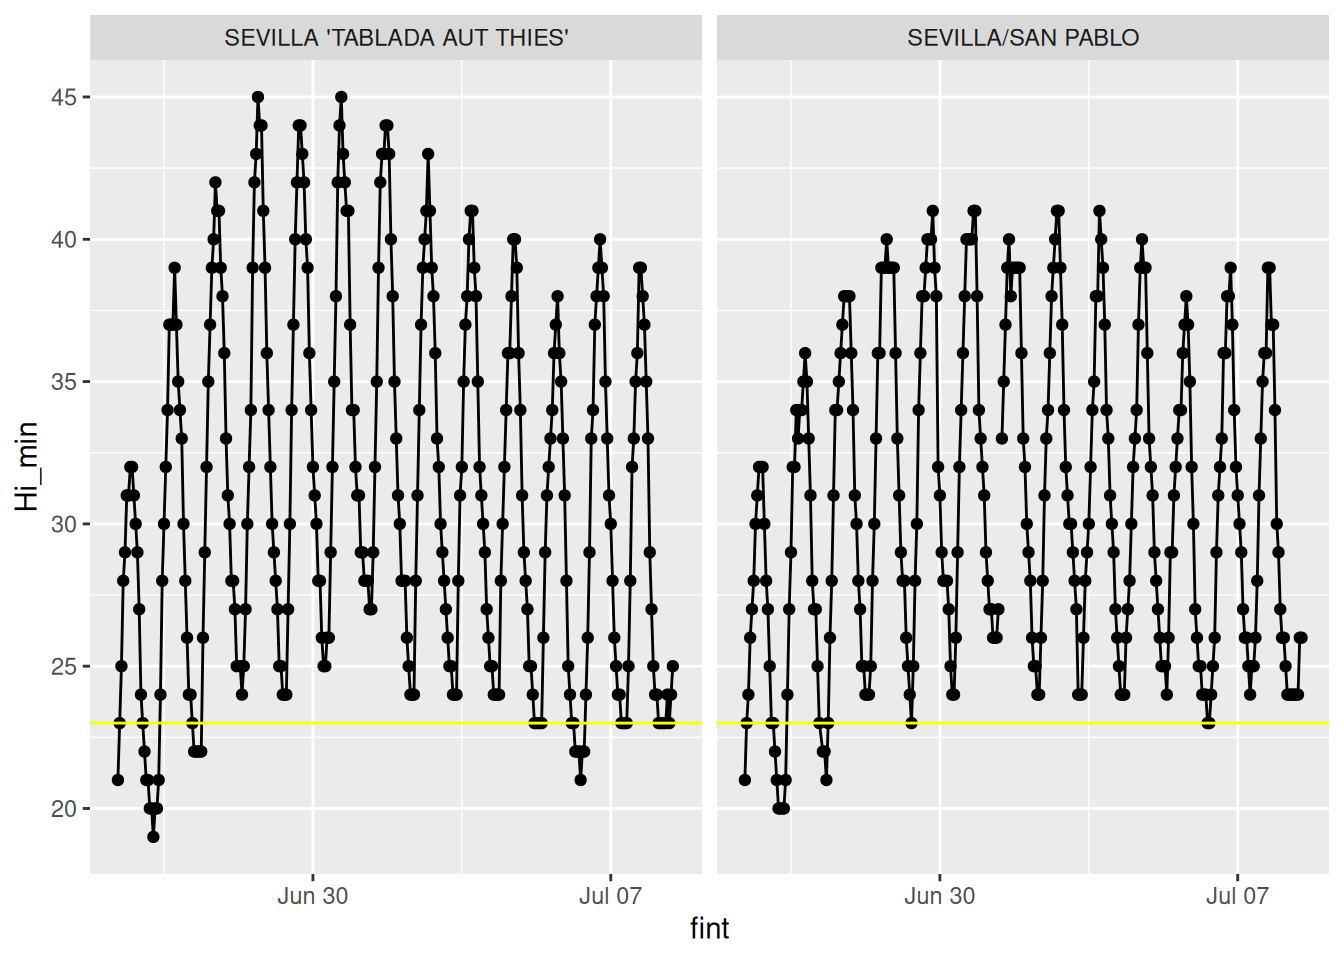 SEVILLA 'TABLADA AUT THIES'
SEVILLA/SAN PABLO
45
40
35
30
25
20
Hi_min
Jun 30
Jul 07
Jun 30
Jul 07
fint